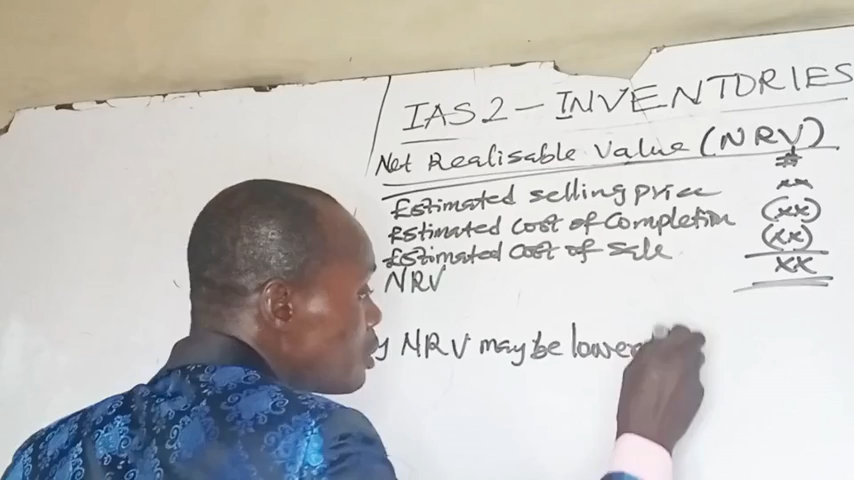 IAS 2 - INVENTORIES
Net Realisable Value (NRV)
#
Estimated selling price xx
Estimated cost of Completion (xx)
Estimated cost of sale (xx)
NRV xx
y NRV may be lower